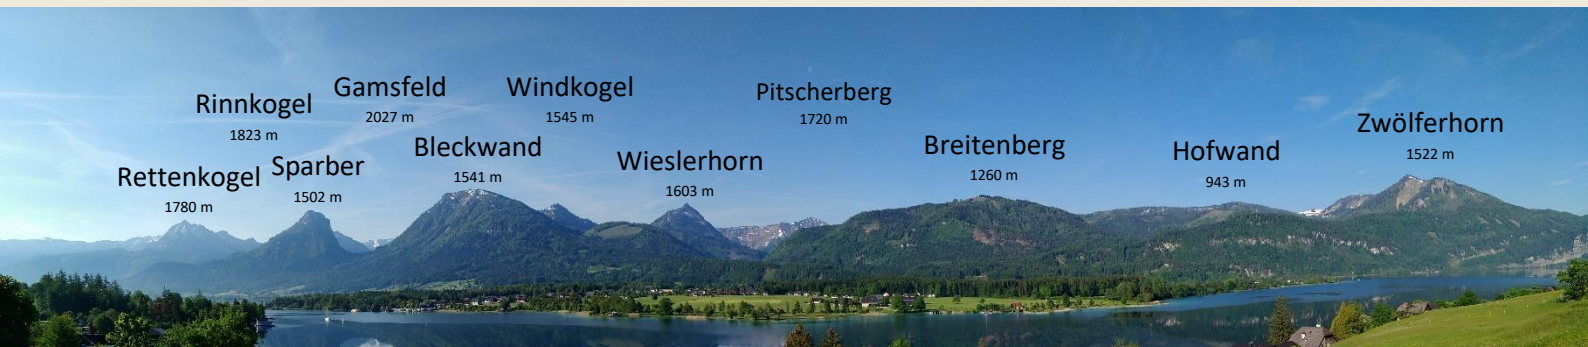 Rettenkogel
1780 m
Rinnkogel
1823 m
Sparber
1502 m
Gamsfeld
2027 m
Bleckwand
1541 m
Windkogel
1545 m
Wieslerhorn
1603 m
Pitscherberg
1720 m
Breitenberg
1260 m
Hofwand
943 m
Zwölferhorn
1522 m